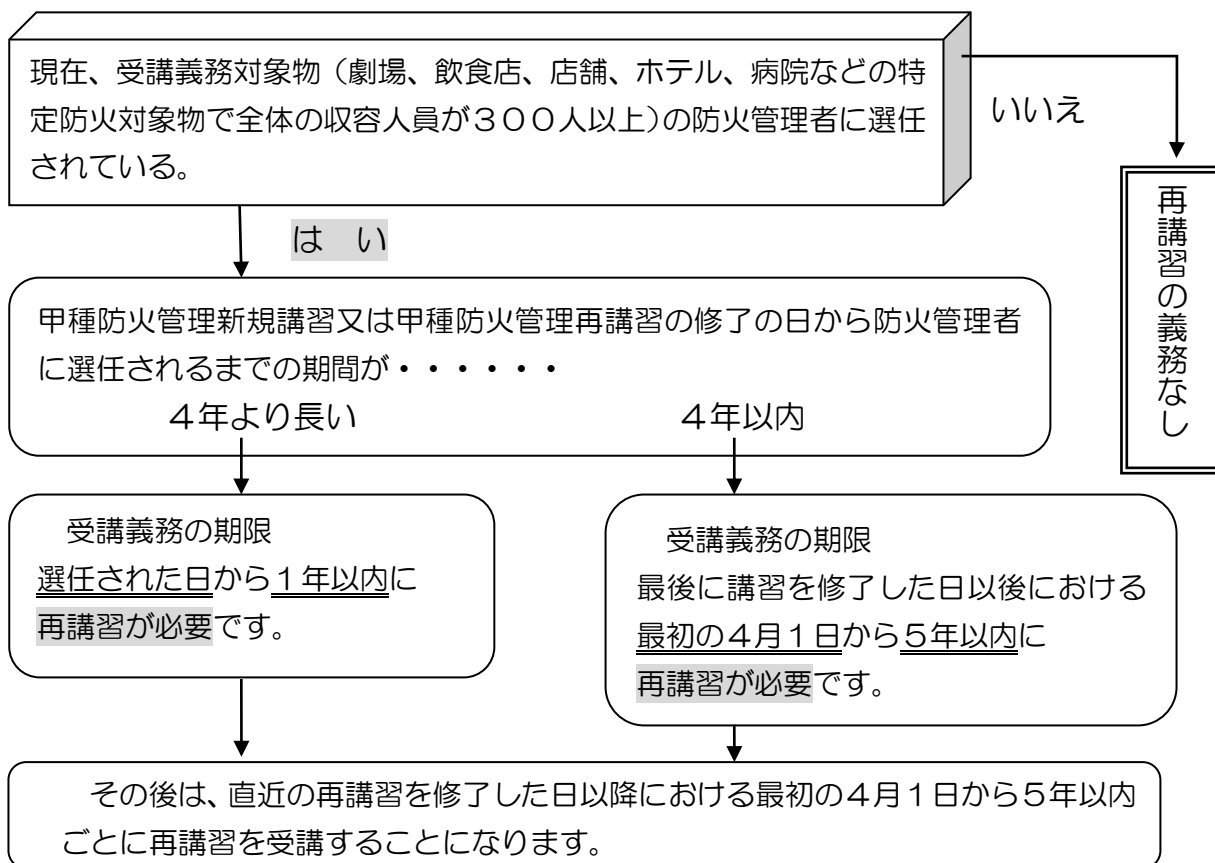 現在、受講義務対象物（劇場、飲食店、店舗、ホテル、病院などの特
定防火対象物で全体の収容人員が３００人以上）の防火管理者に選任
されている。
いいえ
再講習の義務なし
は　い
甲種防火管理新規講習又は甲種防火管理再講習の修了の日から防火管理者
に選任されるまでの期間が・・・・・・
４年より長い
４年以内
受講義務の期限
選任された日から１年以内に
再講習が必要です。
受講義務の期限
最後に講習を修了した日以後における
最初の４月１日から５年以内に
再講習が必要です。
その後は、直近の再講習を修了した日以降における最初の４月１日から５年以内
ごとに再講習を受講することになります。